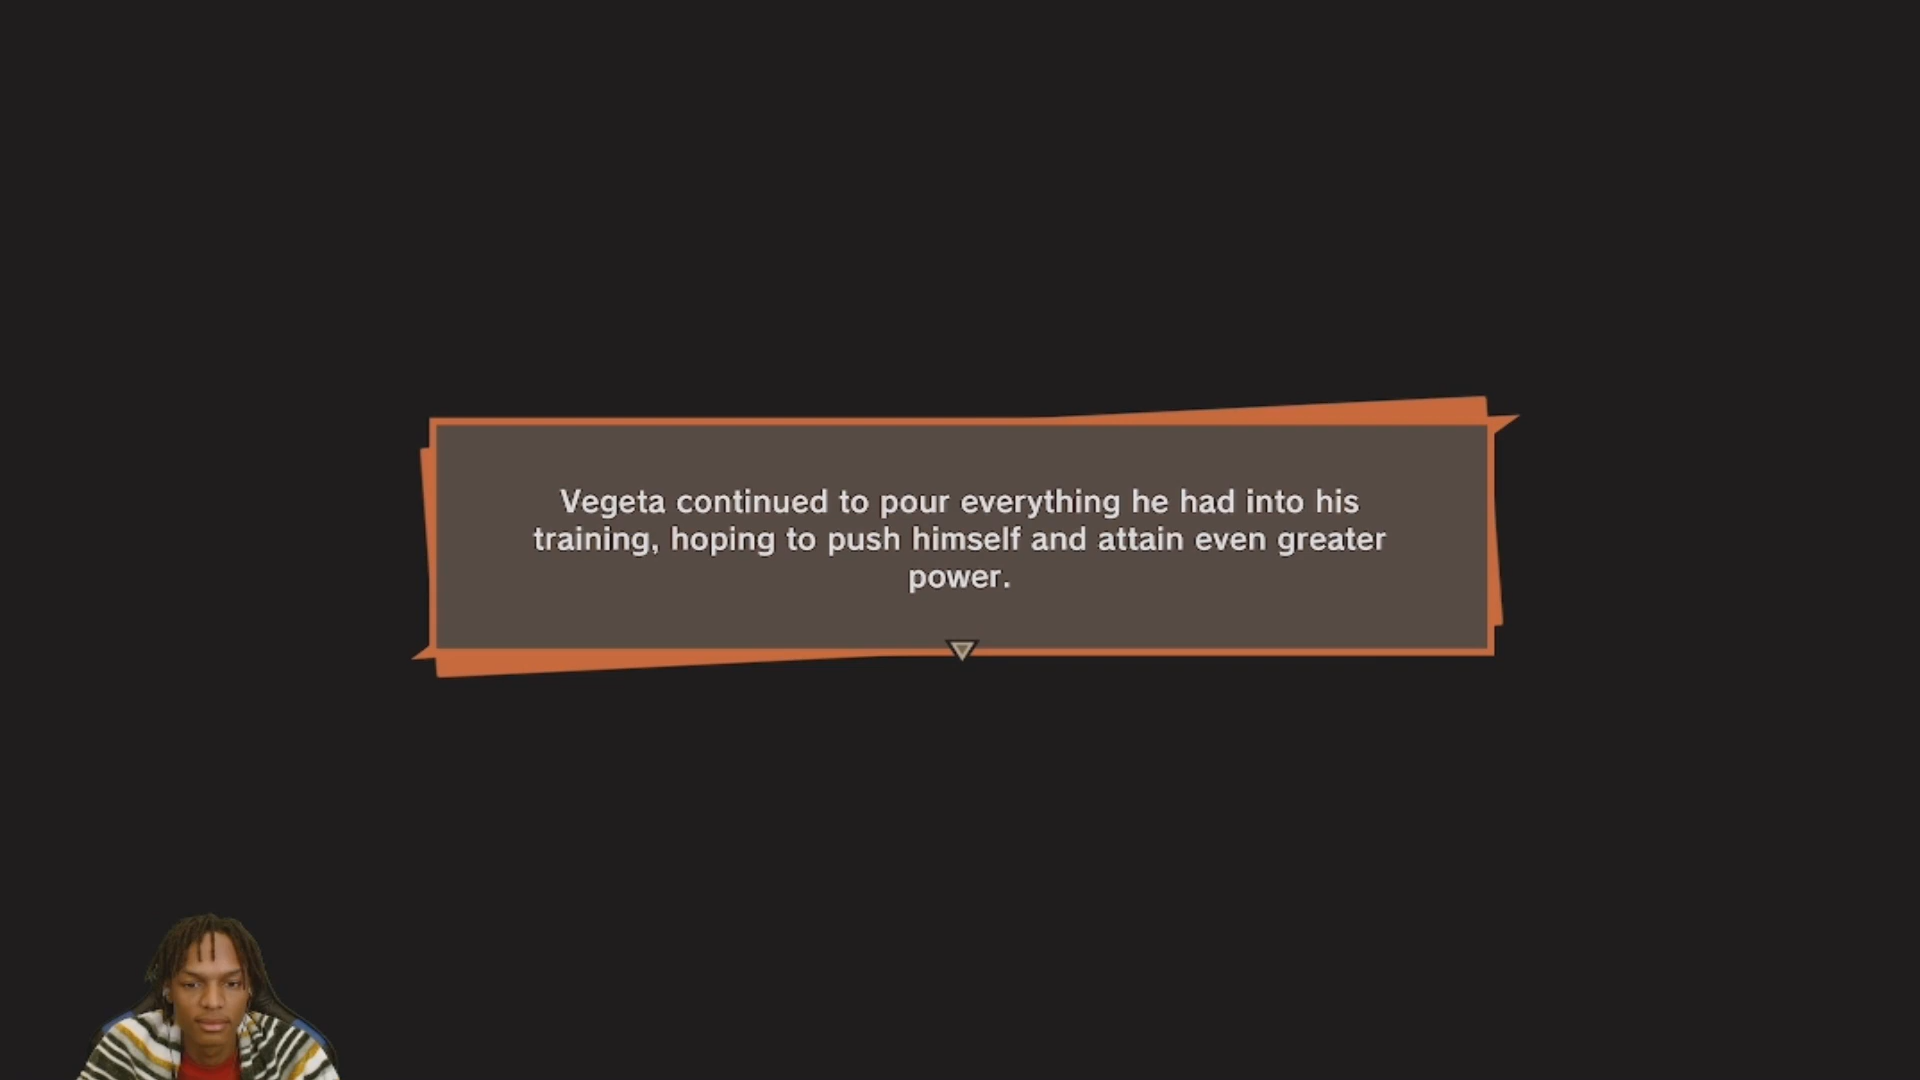 Vegeta continued to pour everything he had into his
training, hoping to push himself and attain even greater
power.